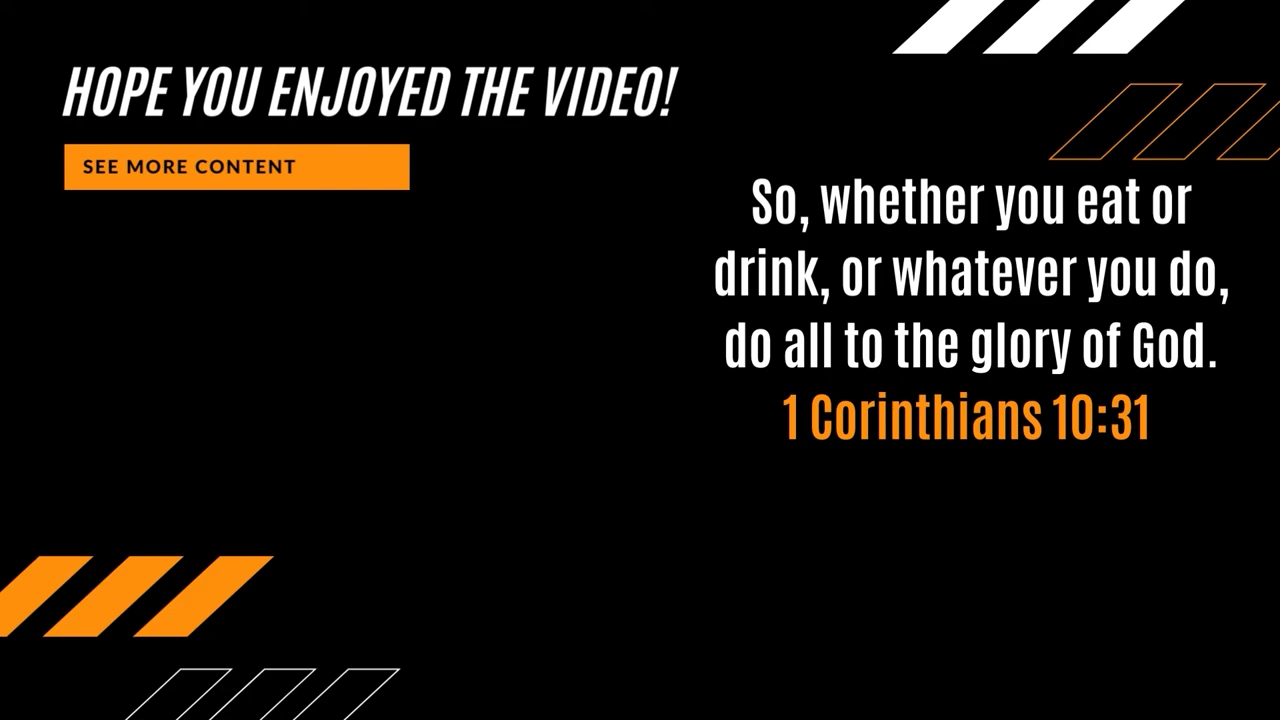 HOPE YOU ENJOYED THE VIDEO!
SEE MORE CONTENT
So, whether you eat or
drink, or whatever you do,
do all to the glory of God.
1 Corinthians 10:31